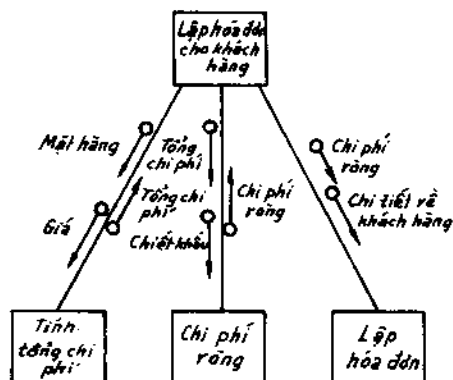 Lập hóa đơn
cho khách
hàng
Mặt hàng
Giá
Tổng chi
phí
Tổng
chi phí
Chiết khấu
Chi phí
ròng
Chi phí
ròng
Chi tiết về
khách hàng
Tính
tổng chi
phí
Chi phí
ròng
Lập
hóa đơn